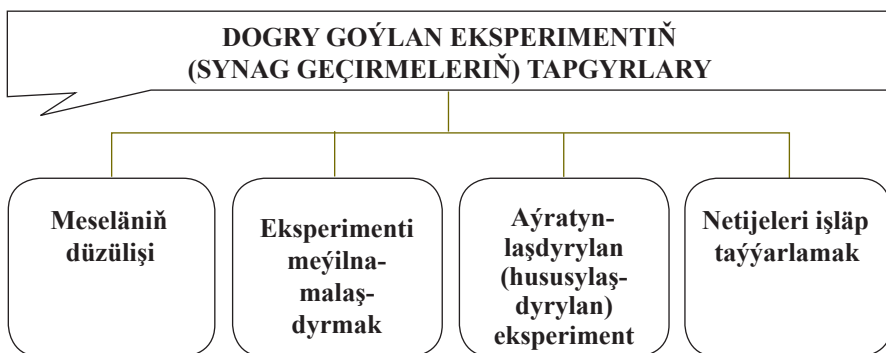 DOGRY GOÝLAN EKSPERIMENTIŇ
(SYNAG GEÇIRMELERIŇ) TAPGYRLARY
Meseläniň
düzülişi
Eksperimenti
meýilna-
malaş-
dyrmak
Aýratyn-
laşdyrylan
(hususylaş-
dyrylan)
eksperiment
Netijeleri işläp
taýýarlamak